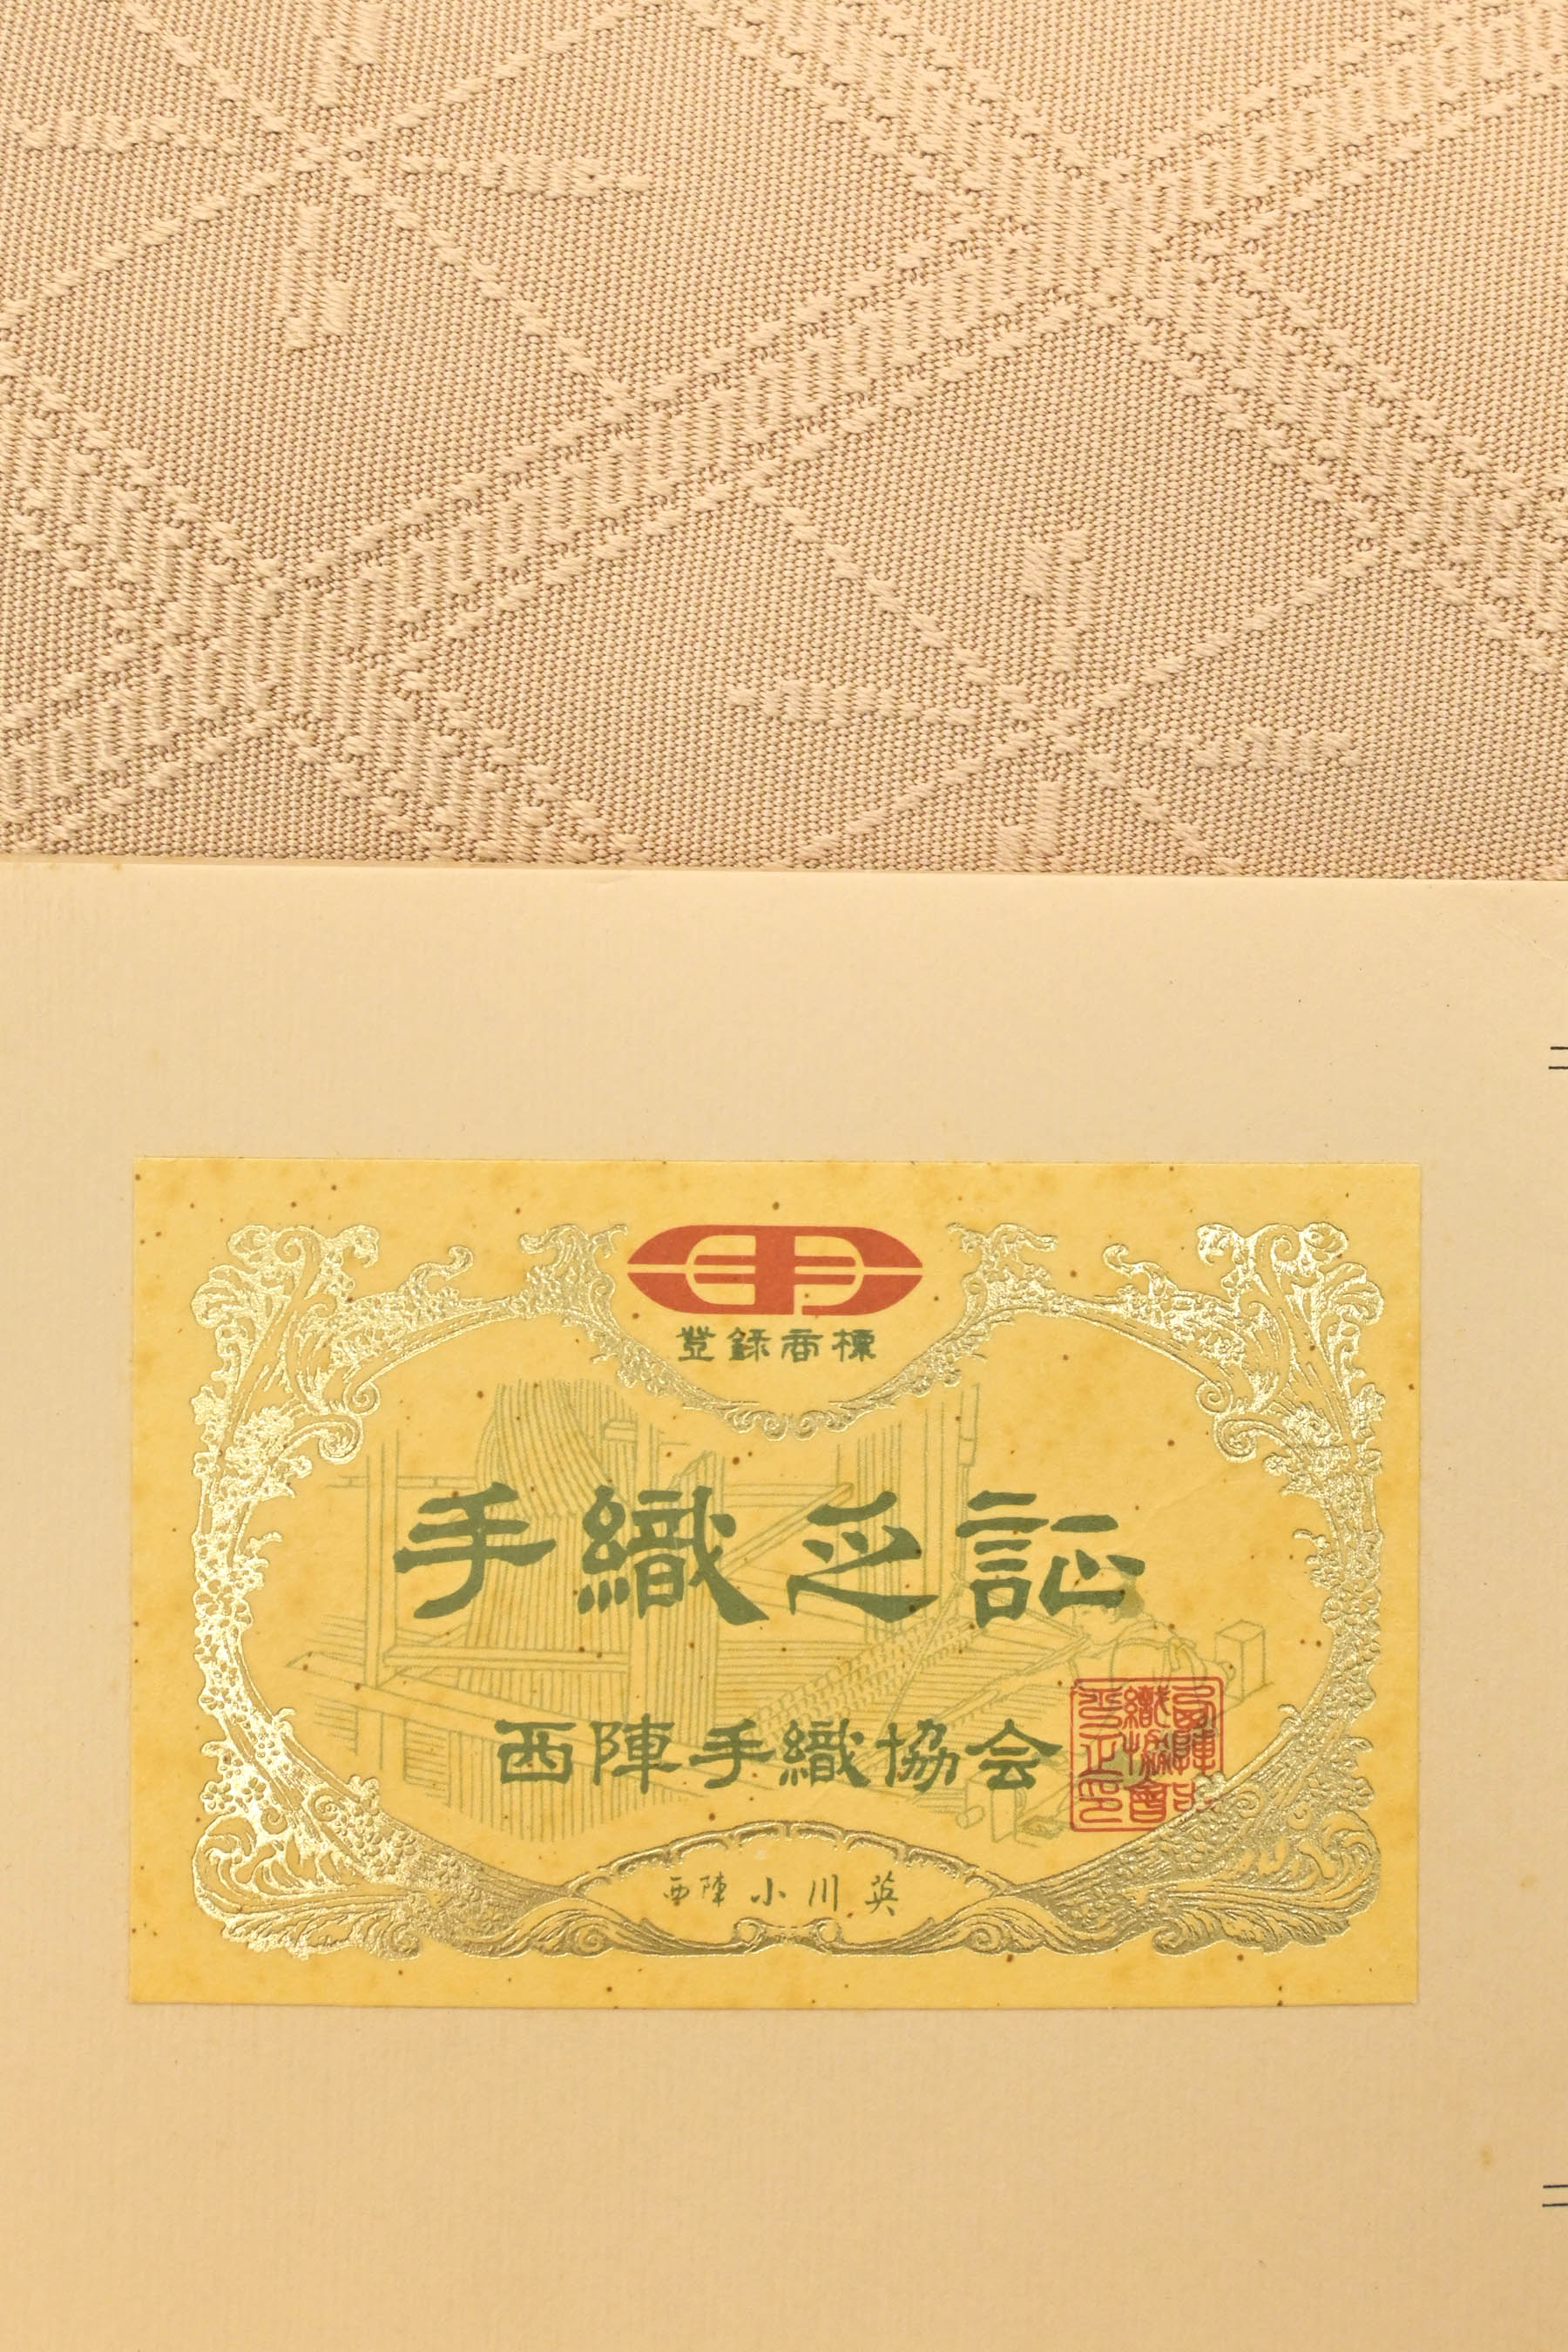 登録商標
手織之証
西陣手織協会
西陣 小川 英